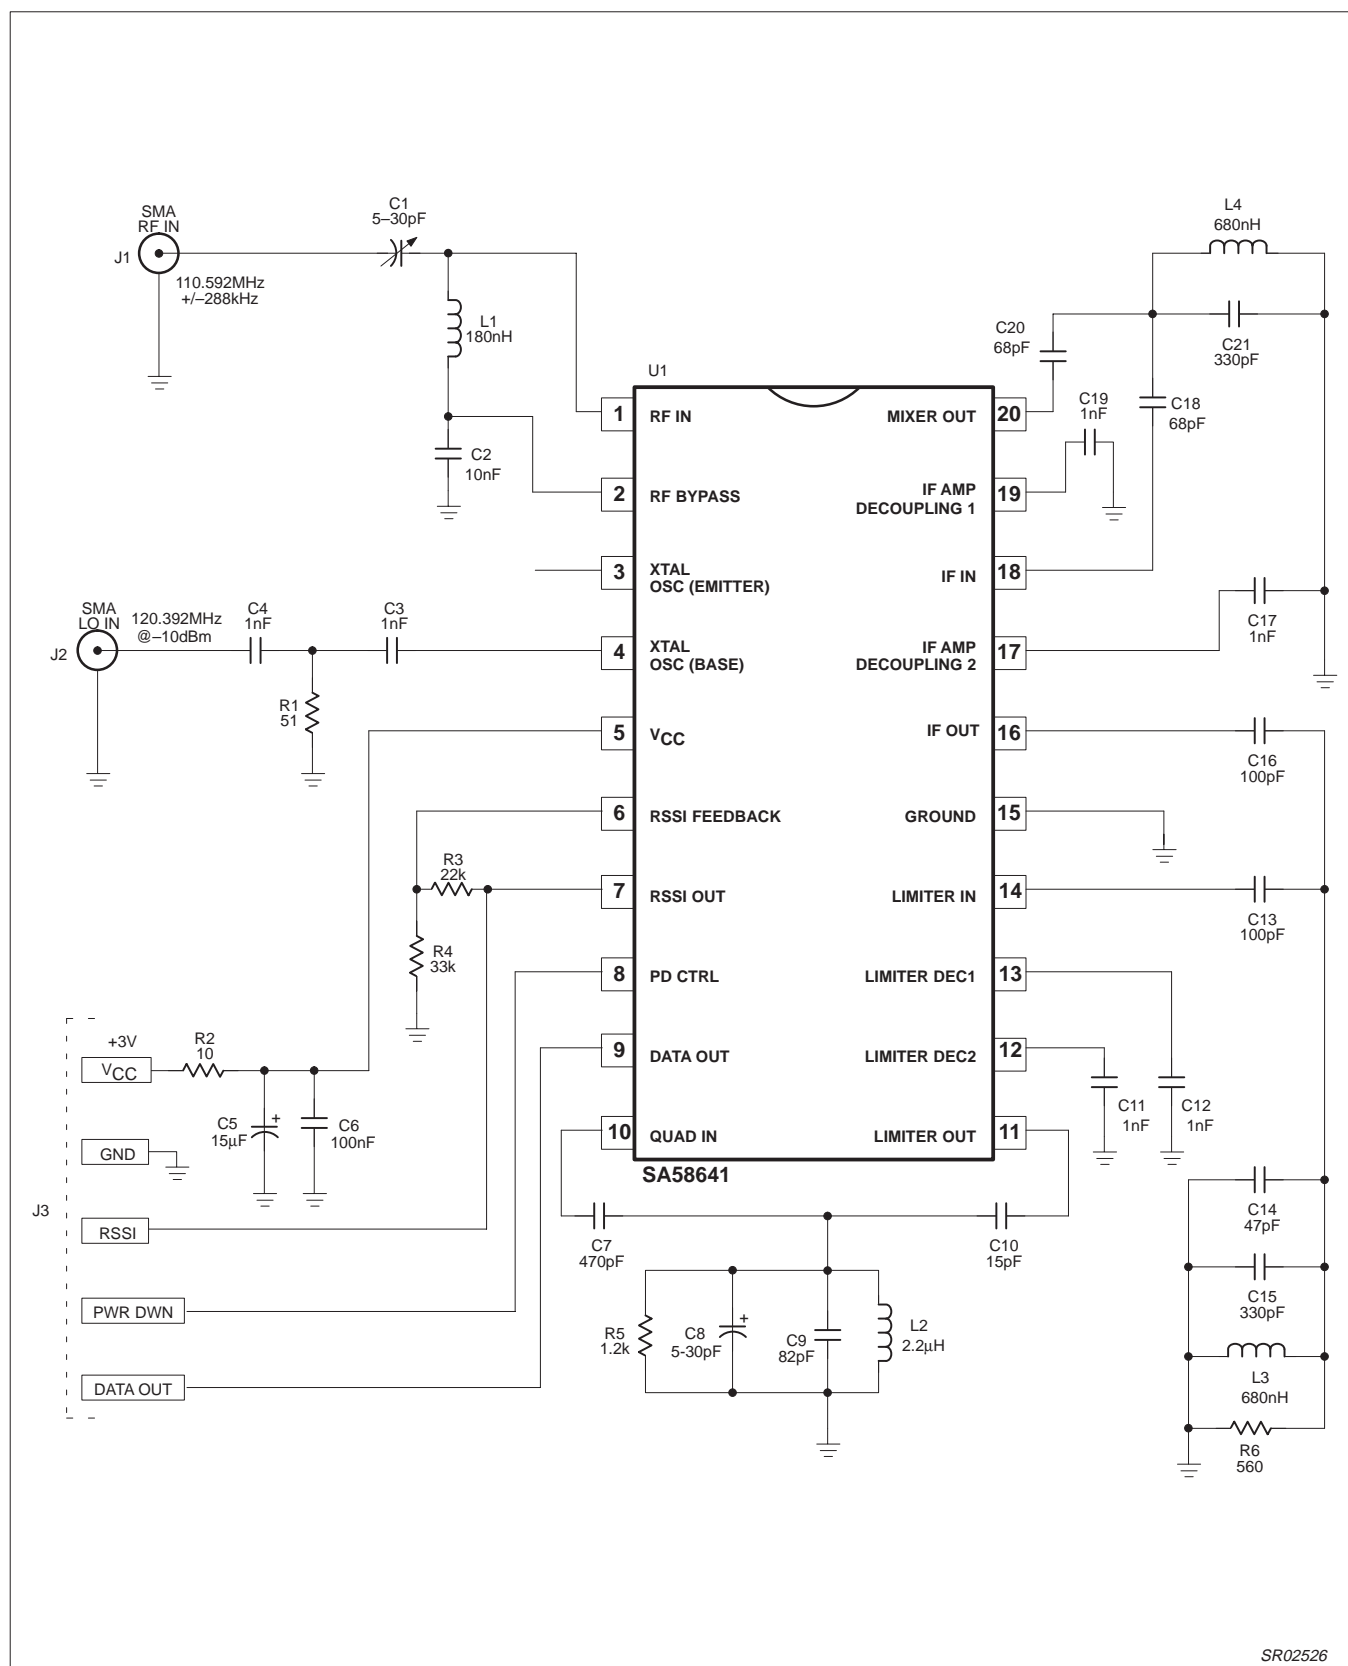 SMA
RF IN
J1
110.592MHz
+/–288kHz
C1
5–30pF
L1
180nH
C2
10nF
SMA
LO IN
J2
120.392MHz
@–10dBm
C4
1nF
C3
1nF
R1
51
R3
22k
R4
33k
J3
+3V
VCC
R2
10
C5
15µF
+
C6
100nF
GND
RSSI
PWR DWN
DATA OUT
U1
1
RF IN
2
RF BYPASS
3
XTAL
OSC (EMITTER)
4
XTAL
OSC (BASE)
5
VCC
6
RSSI FEEDBACK
7
RSSI OUT
8
PD CTRL
9
DATA OUT
10
QUAD IN
MIXER OUT
20
IF AMP
DECOUPLING 1
19
IF IN
18
IF AMP
DECOUPLING 2
17
IF OUT
16
GROUND
15
LIMITER IN
14
LIMITER DEC1
13
LIMITER DEC2
12
LIMITER OUT
11
SA58641
C7
470pF
C10
15pF
R5
1.2k
C8
5-30pF
+
C9
82pF
L2
2.2µH
L4
680nH
C20
68pF
C21
330pF
C19
1nF
C18
68pF
C17
1nF
C16
100pF
C13
100pF
C11
1nF
C12
1nF
C14
47pF
C15
330pF
L3
680nH
R6
560
SR02526